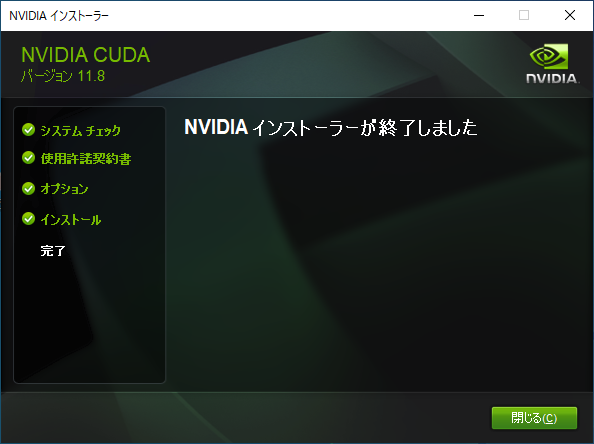 NVIDIA インストーラー
NVIDIA CUDA
バージョン 11.8
NVIDIA.
システム チェック
使用許諾契約書
オプション
インストール
完了
NVIDIA インストーラーが終了しました
閉じる(C)